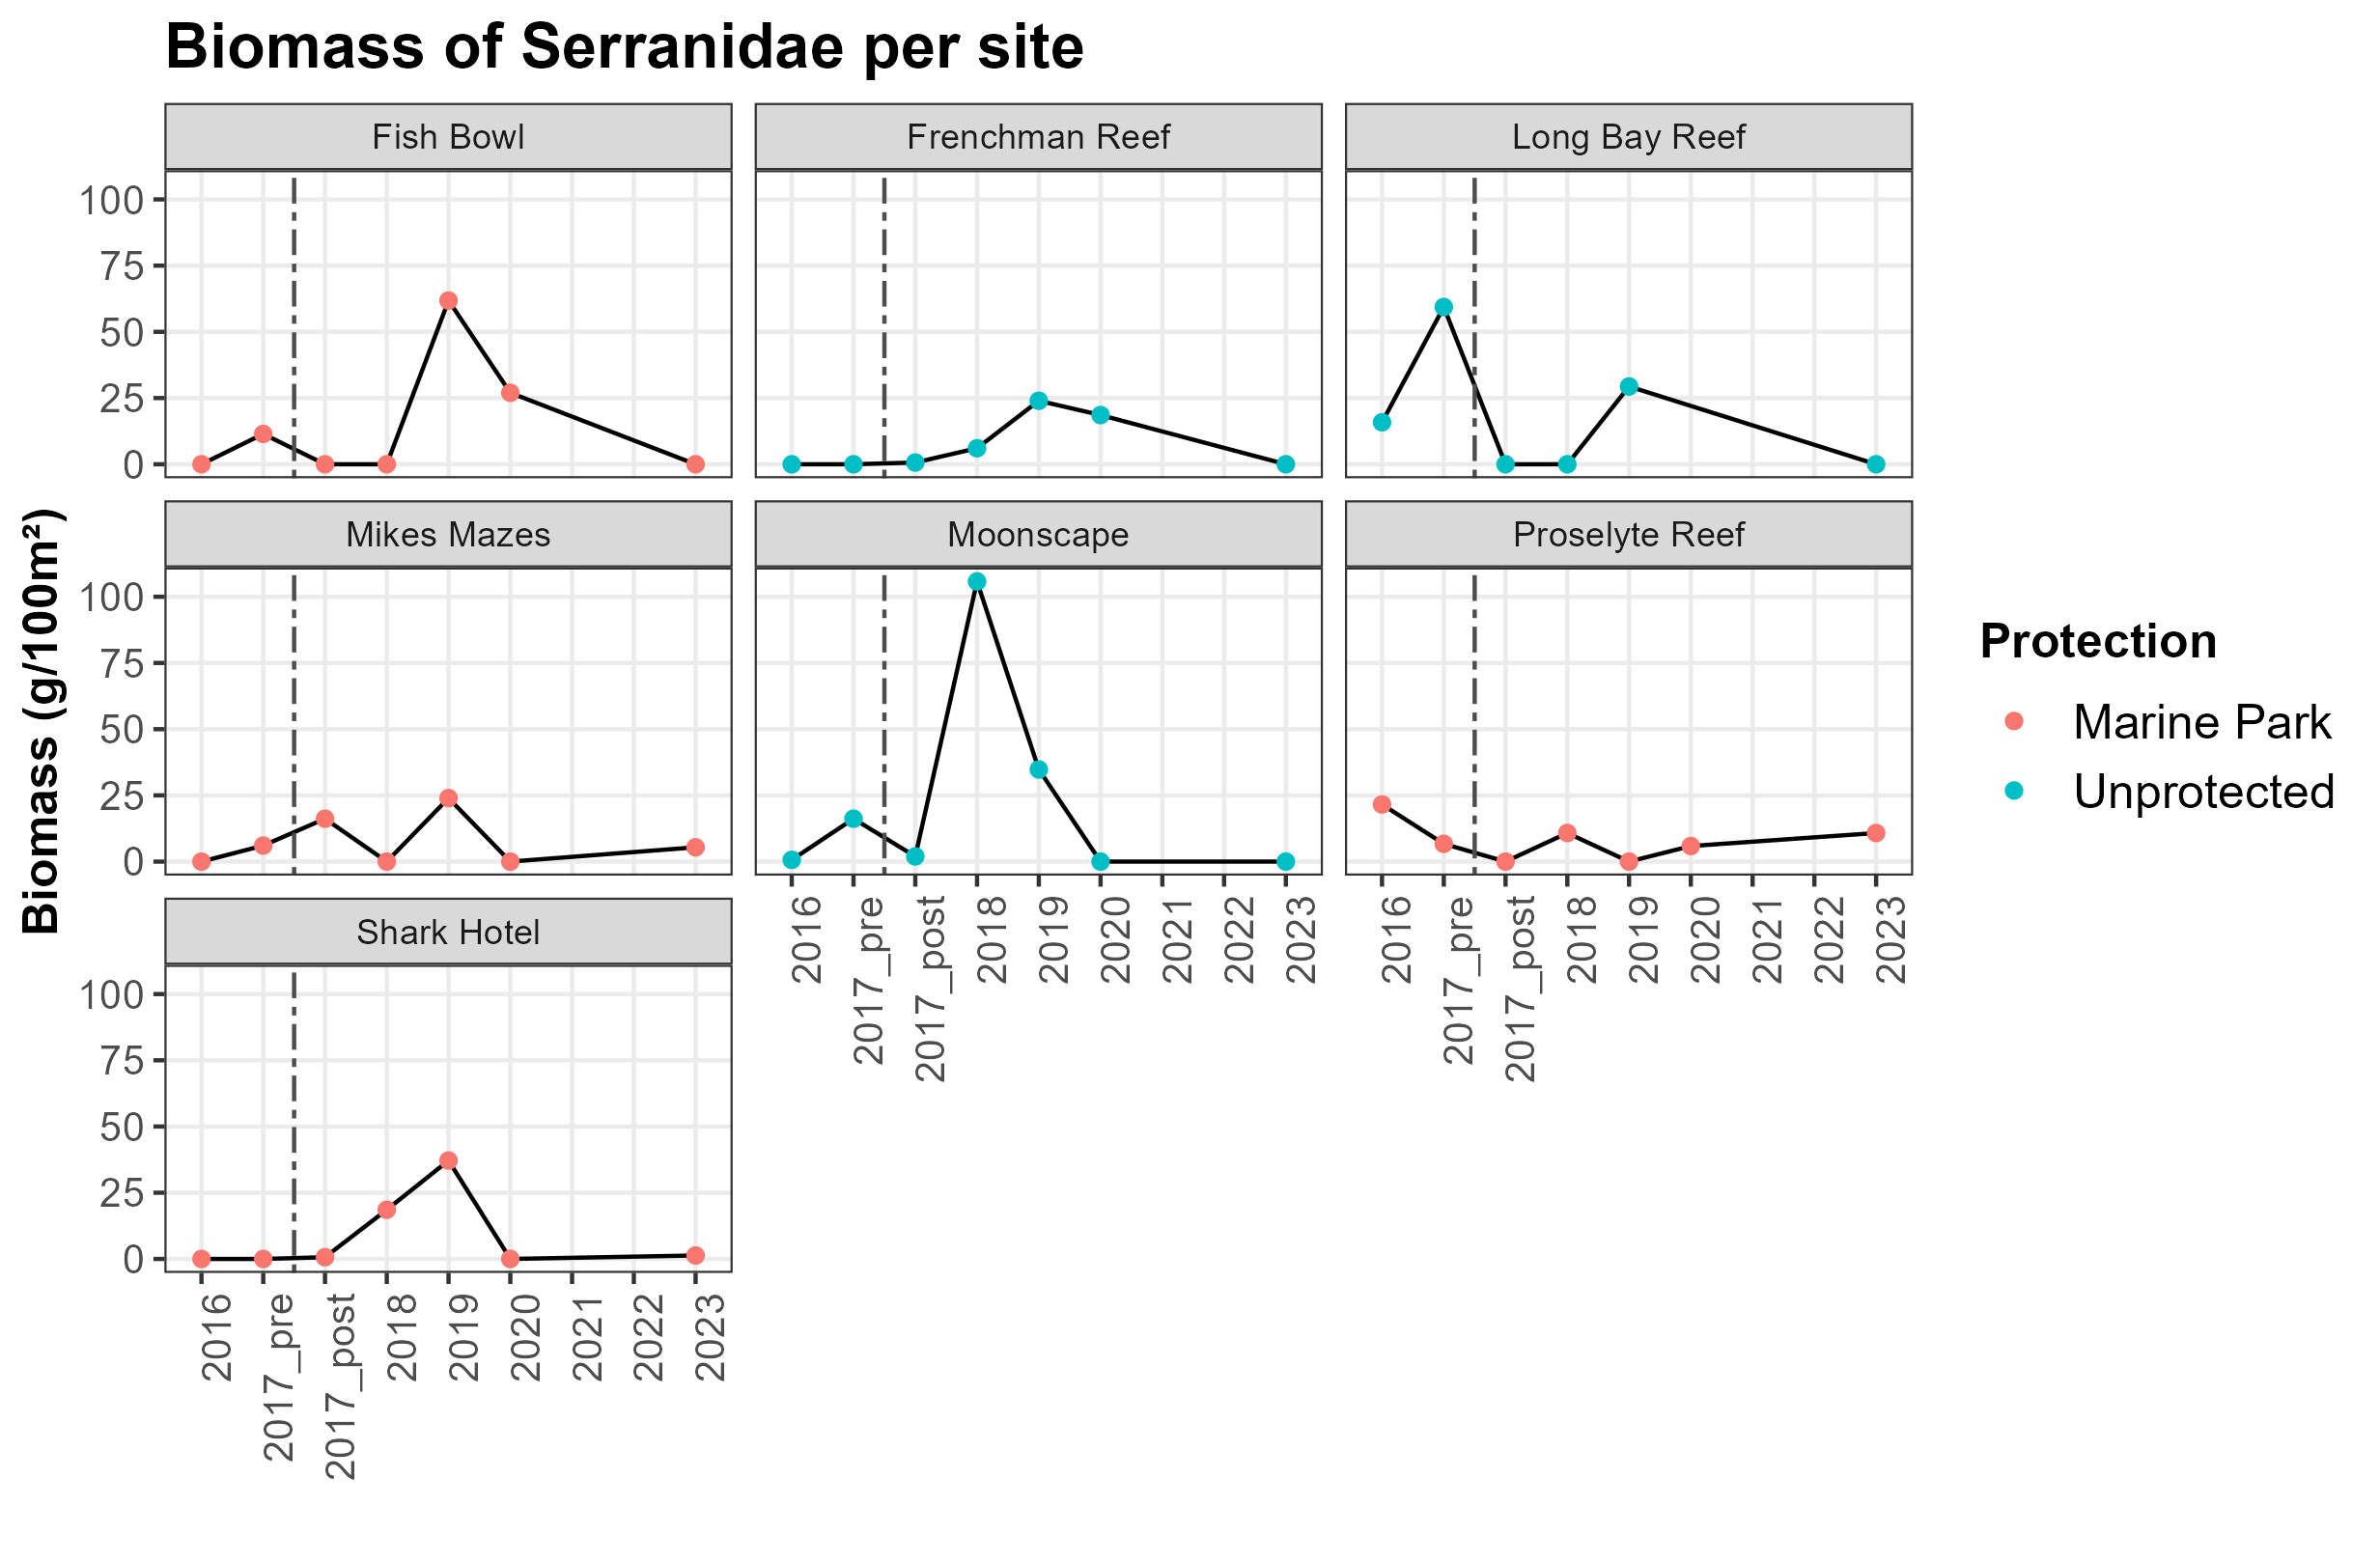 Biomass of Serranidae per site
Fish Bowl
Frenchman Reef
Long Bay Reef
100
75
50
25
0
Mikes Mazes
Moonscape
Proselyte Reef
100
75
50
25
0
Biomass (g/100m²)
2016
2017_pre
2017_post
2018
2019
2020
2021
2022
2023
2016
2017_pre
2017_post
2018
2019
2020
2021
2022
2023
Shark Hotel
100
75
50
25
0
2016
2017_pre
2017_post
2018
2019
2020
2021
2022
2023
Protection
Marine Park
Unprotected